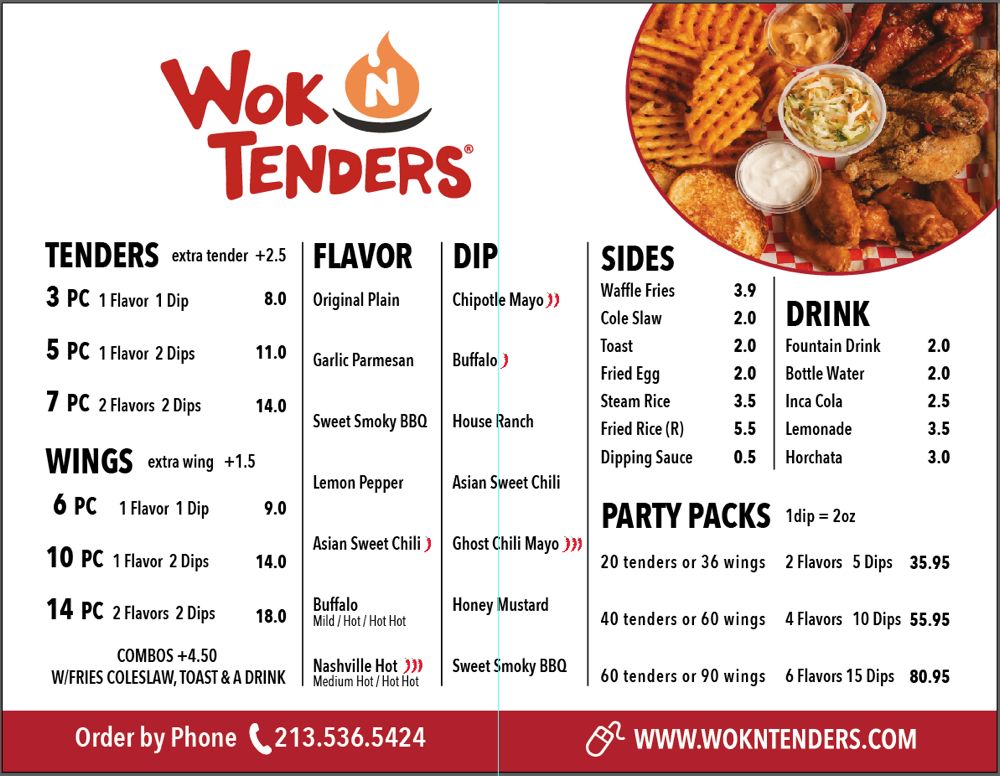 WOK N
TENDERS®
TENDERS extra tender +2.5
3 PC 1 Flavor 1 Dip 8.0
5 PC 1 Flavor 2 Dips 11.0
7 PC 2 Flavors 2 Dips 14.0
WINGS extra wing +1.5
6 PC 1 Flavor 1 Dip 9.0
10 PC 1 Flavor 2 Dips 14.0
14 PC 2 Flavors 2 Dips 18.0
COMBOS +4.50
W/FRIES COLESLAW, TOAST & A DRINK
FLAVOR
Original Plain
Garlic Parmesan
Sweet Smoky BBQ
Lemon Pepper
Asian Sweet Chili
Buffalo
Mild / Hot / Hot Hot
Nashville Hot
Medium Hot / Hot Hot
DIP
Chipotle Mayo
Buffalo
House Ranch
Asian Sweet Chili
Ghost Chili Mayo
Honey Mustard
Sweet Smoky BBQ
SIDES
Waffle Fries 3.9
Cole Slaw 2.0
Toast 2.0
Fried Egg 2.0
Steam Rice 3.5
Fried Rice (R) 5.5
Dipping Sauce 0.5
DRINK
Fountain Drink 2.0
Bottle Water 2.0
Inca Cola 2.5
Lemonade 3.5
Horchata 3.0
PARTY PACKS 1dip = 2oz
20 tenders or 36 wings 2 Flavors 5 Dips 35.95
40 tenders or 60 wings 4 Flavors 10 Dips 55.95
60 tenders or 90 wings 6 Flavors 15 Dips 80.95
Order by Phone 213.536.5424
WWW.WOKNTENDERS.COM